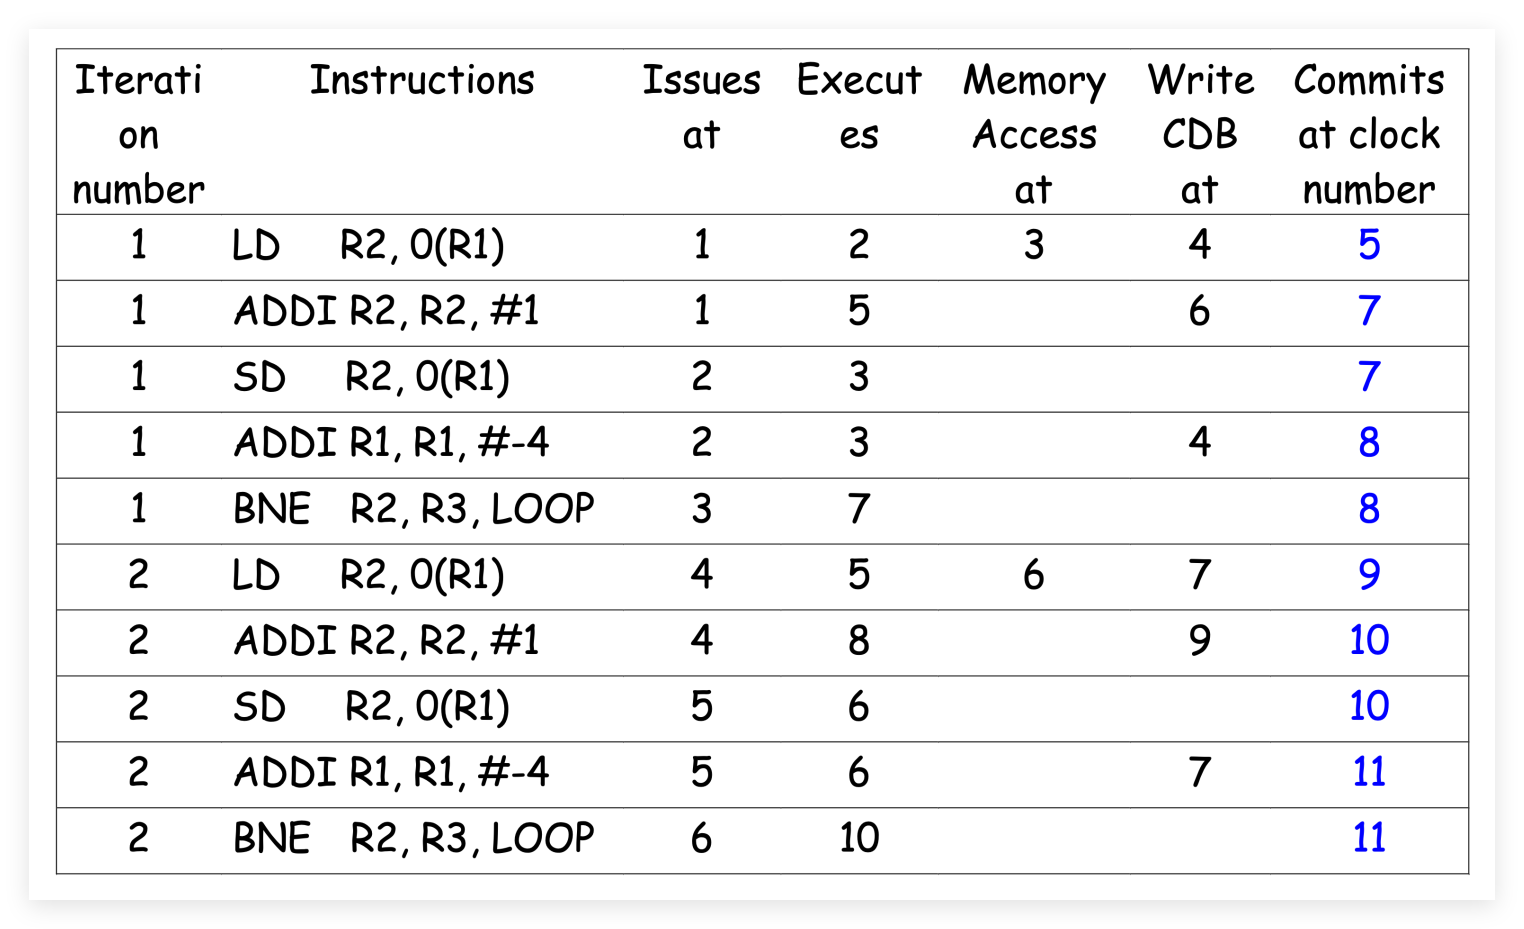 Iterati Instructions Issues Execut Memory Write Commits
on at es Access CDB at clock
number at at number
1 LD R2, 0(R1) 1 2 3 4 5
1 ADDI R2, R2, #1 1 5 6 7
1 SD R2, 0(R1) 2 3 7
1 ADDI R1, R1, #-4 2 3 4 8
1 BNE R2, R3, LOOP 3 7 8
2 LD R2, 0(R1) 4 5 6 7 9
2 ADDI R2, R2, #1 4 8 9 10
2 SD R2, 0(R1) 5 6 10
2 ADDI R1, R1, #-4 5 6 7 11
2 BNE R2, R3, LOOP 6 10 11